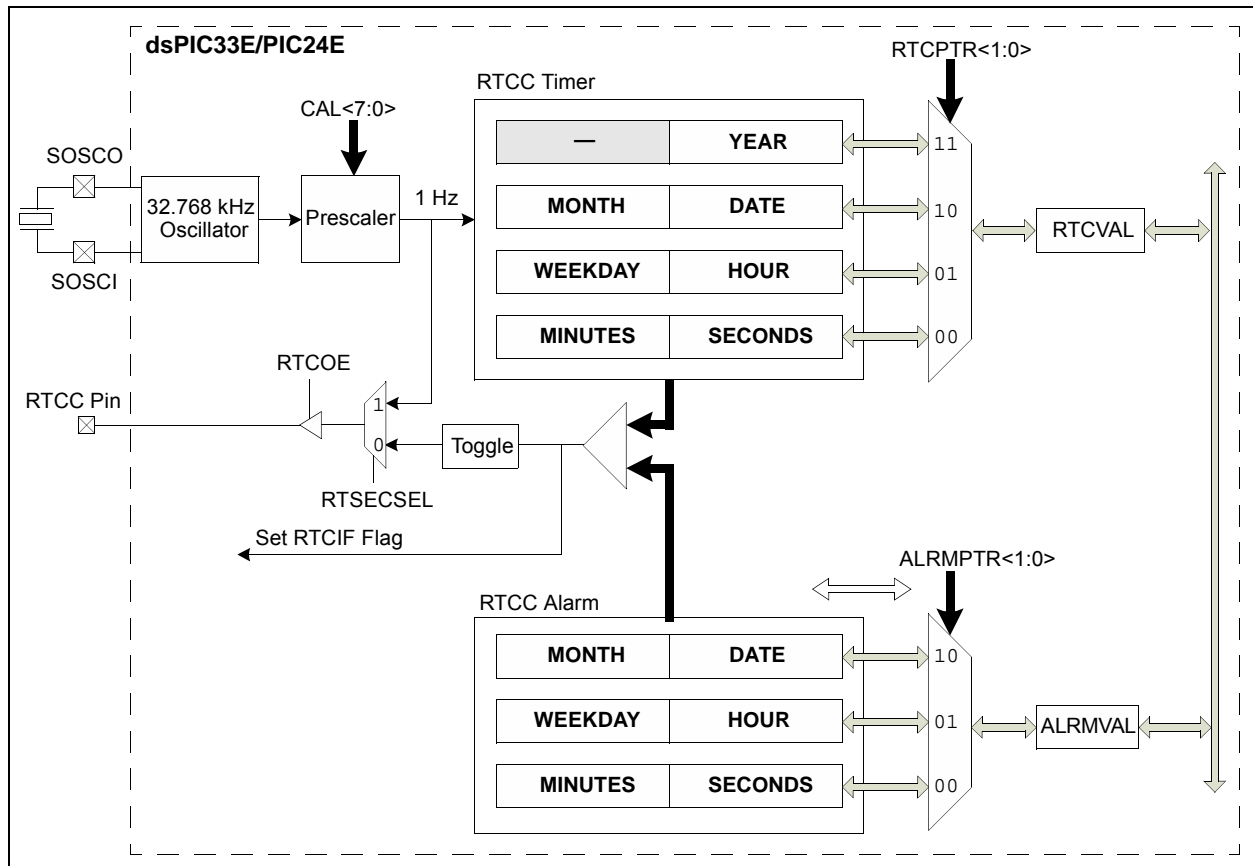 dsPIC33E/PIC24E
RTCPTR<1:0>
RTCC Timer
CAL<7:0>
— YEAR
11
SOSCO
32.768 kHz
Oscillator
Prescaler
1 Hz
MONTH DATE
10
RTCVAL
SOSCI
WEEKDAY HOUR
01
MINUTES SECONDS
00
RTCOE
RTCC Pin
1
0
Toggle
RTSECSEL
Set RTCIF Flag
ALRMPTR<1:0>
RTCC Alarm
MONTH DATE
10
WEEKDAY HOUR
01
ALRMVAL
MINUTES SECONDS
00